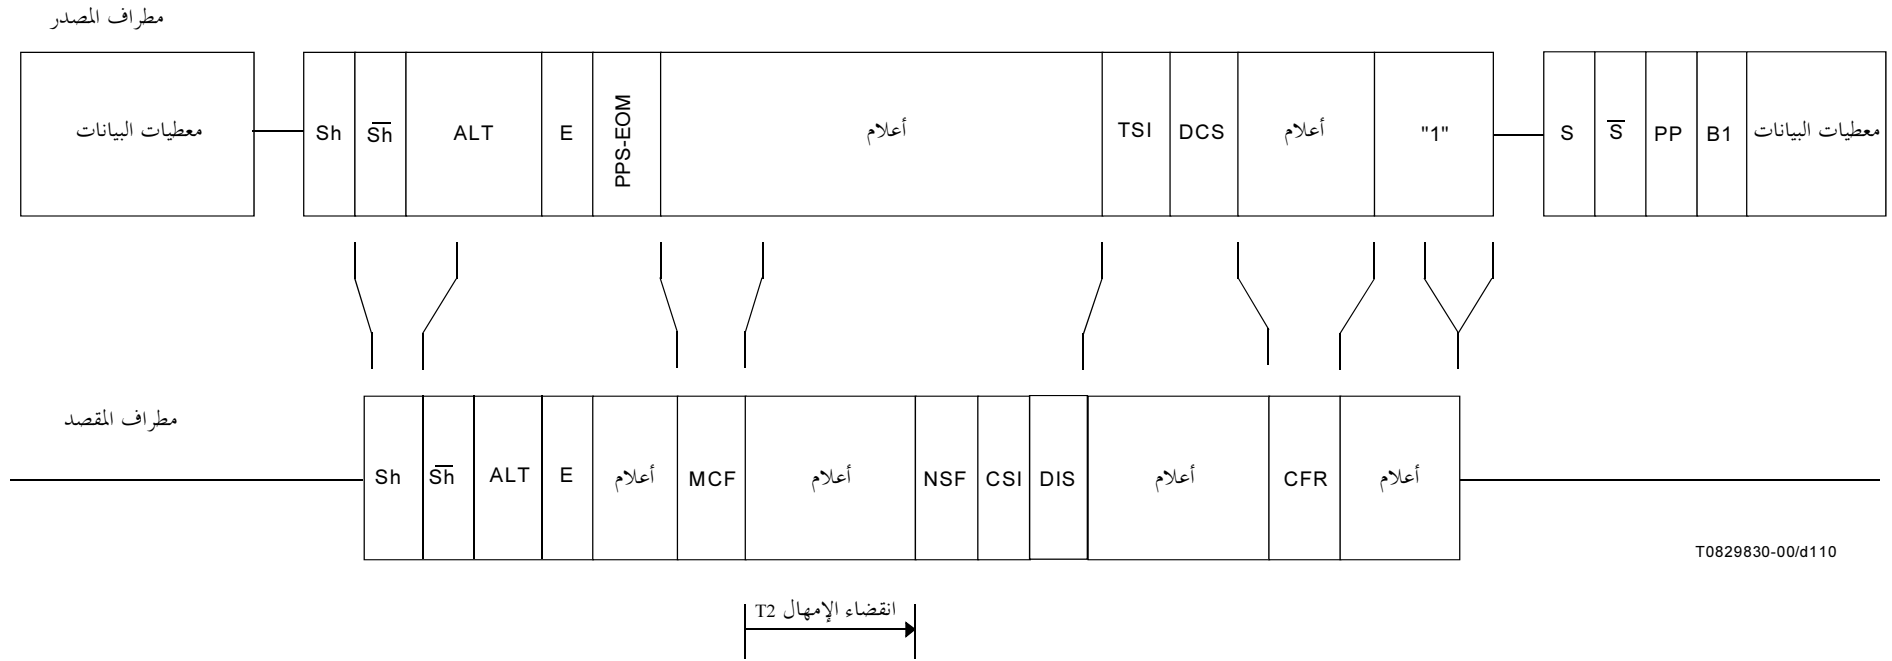 مطراف المصدر
معطيات البيانات
Sh
S̅h̅
ALT
E
PPS-EOM
أعلام
TSI
DCS
أعلام
"1"
S
S̅
PP
B1
معطيات البيانات
مطراف المقصد
Sh
S̅h̅
ALT
E
أعلام
MCF
أعلام
NSF
CSI
DIS
أعلام
CFR
أعلام
T0829830-00/d110
انقضاء الإمهال T2